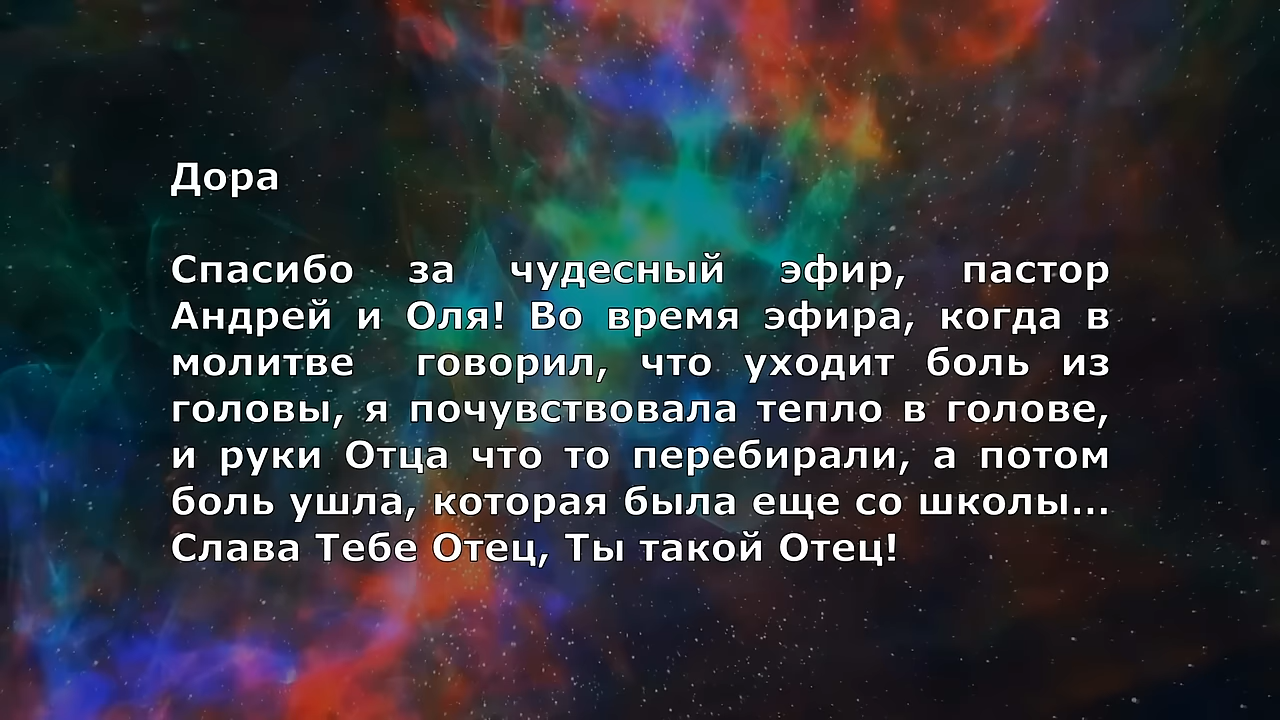 Дора
Спасибо за чудесный эфир, пастор
Андрей и Оля! Во время эфира, когда в
молитве говорил, что уходит боль из
головы, я почувствовала тепло в голове,
и руки Отца что то перебирали, а потом
боль ушла, которая была еще со школы...
Слава Тебе Отец, Ты такой Отец!